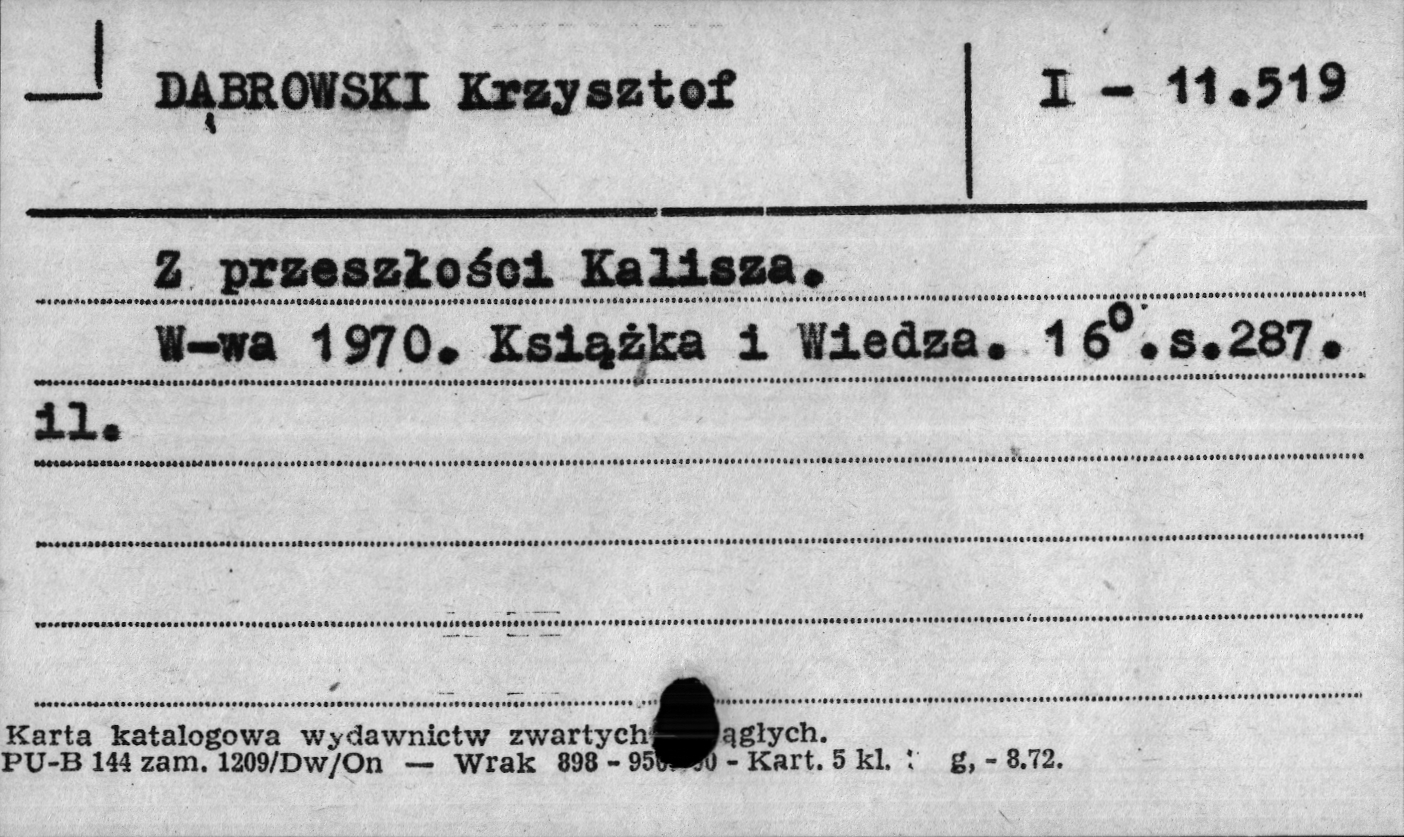 DĄBROWSKI Krzysztof
I - 11.519
Z przeszłości Kalisza.
W-wa 1970. Książka i Wiedza. 16⁰.s.287.
il.
Karta katalogowa wydawnictw zwartych ągłych.
PU-B 144 zam. 1209/Dw/On — Wrak 898 - - Kart. 5 kl. g, - 8.72.